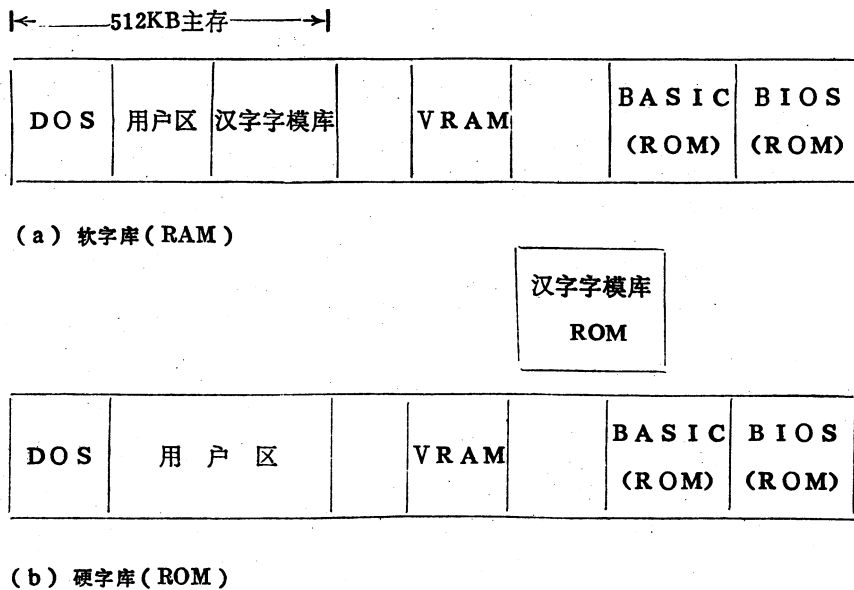 512KB主存
DOS 用户区 汉字字模库 VRAM BASIC (ROM) BIOS (ROM)
(a) 软字库(RAM)
汉字字模库
ROM
DOS 用户区 VRAM BASIC (ROM) BIOS (ROM)
(b) 硬字库(ROM)